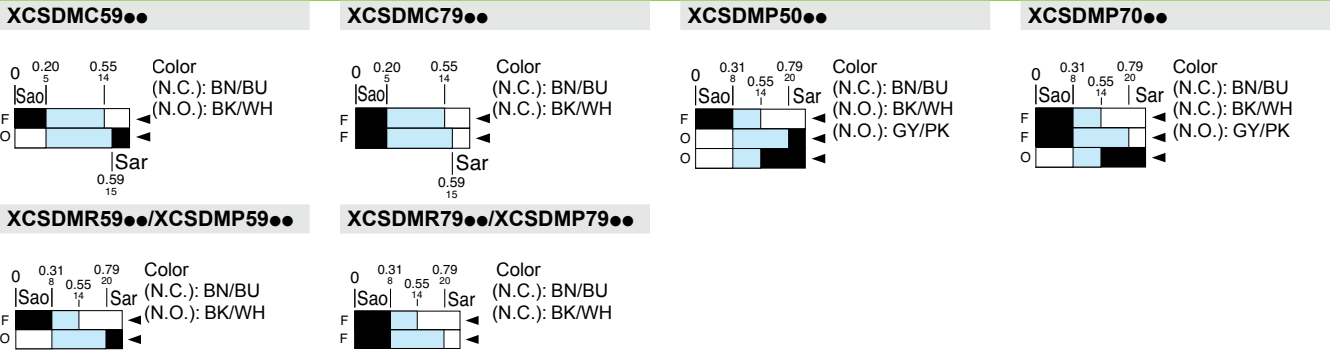 XCSDMC59●●
0 0.20 0.55
5 14
Sao
Color
(N.C.): BN/BU
(N.O.): BK/WH
F
O
Sar
0.59
15
XCSDMC79●●
0 0.20 0.55
5 14
Sao
Color
(N.C.): BN/BU
(N.C.): BK/WH
F
F
Sar
0.59
15
XCSDMP50●●
0 0.31 0.79
8 0.55 20
14
Sao Sar
Color
(N.C.): BN/BU
(N.O.): BK/WH
(N.O.): GY/PK
F
O
O
XCSDMP70●●
0 0.31 0.79
8 0.55 20
14
Sao Sar
Color
(N.C.): BN/BU
(N.C.): BK/WH
(N.O.): GY/PK
F
F
O
XCSDMR59●●/XCSDMP59●●
0 0.31 0.79
8 0.55 20
14
Sao Sar
Color
(N.C.): BN/BU
(N.O.): BK/WH
F
O
XCSDMR79●●/XCSDMP79●●
0 0.31 0.79
8 0.55 20
14
Sao Sar
Color
(N.C.): BN/BU
(N.C.): BK/WH
F
F